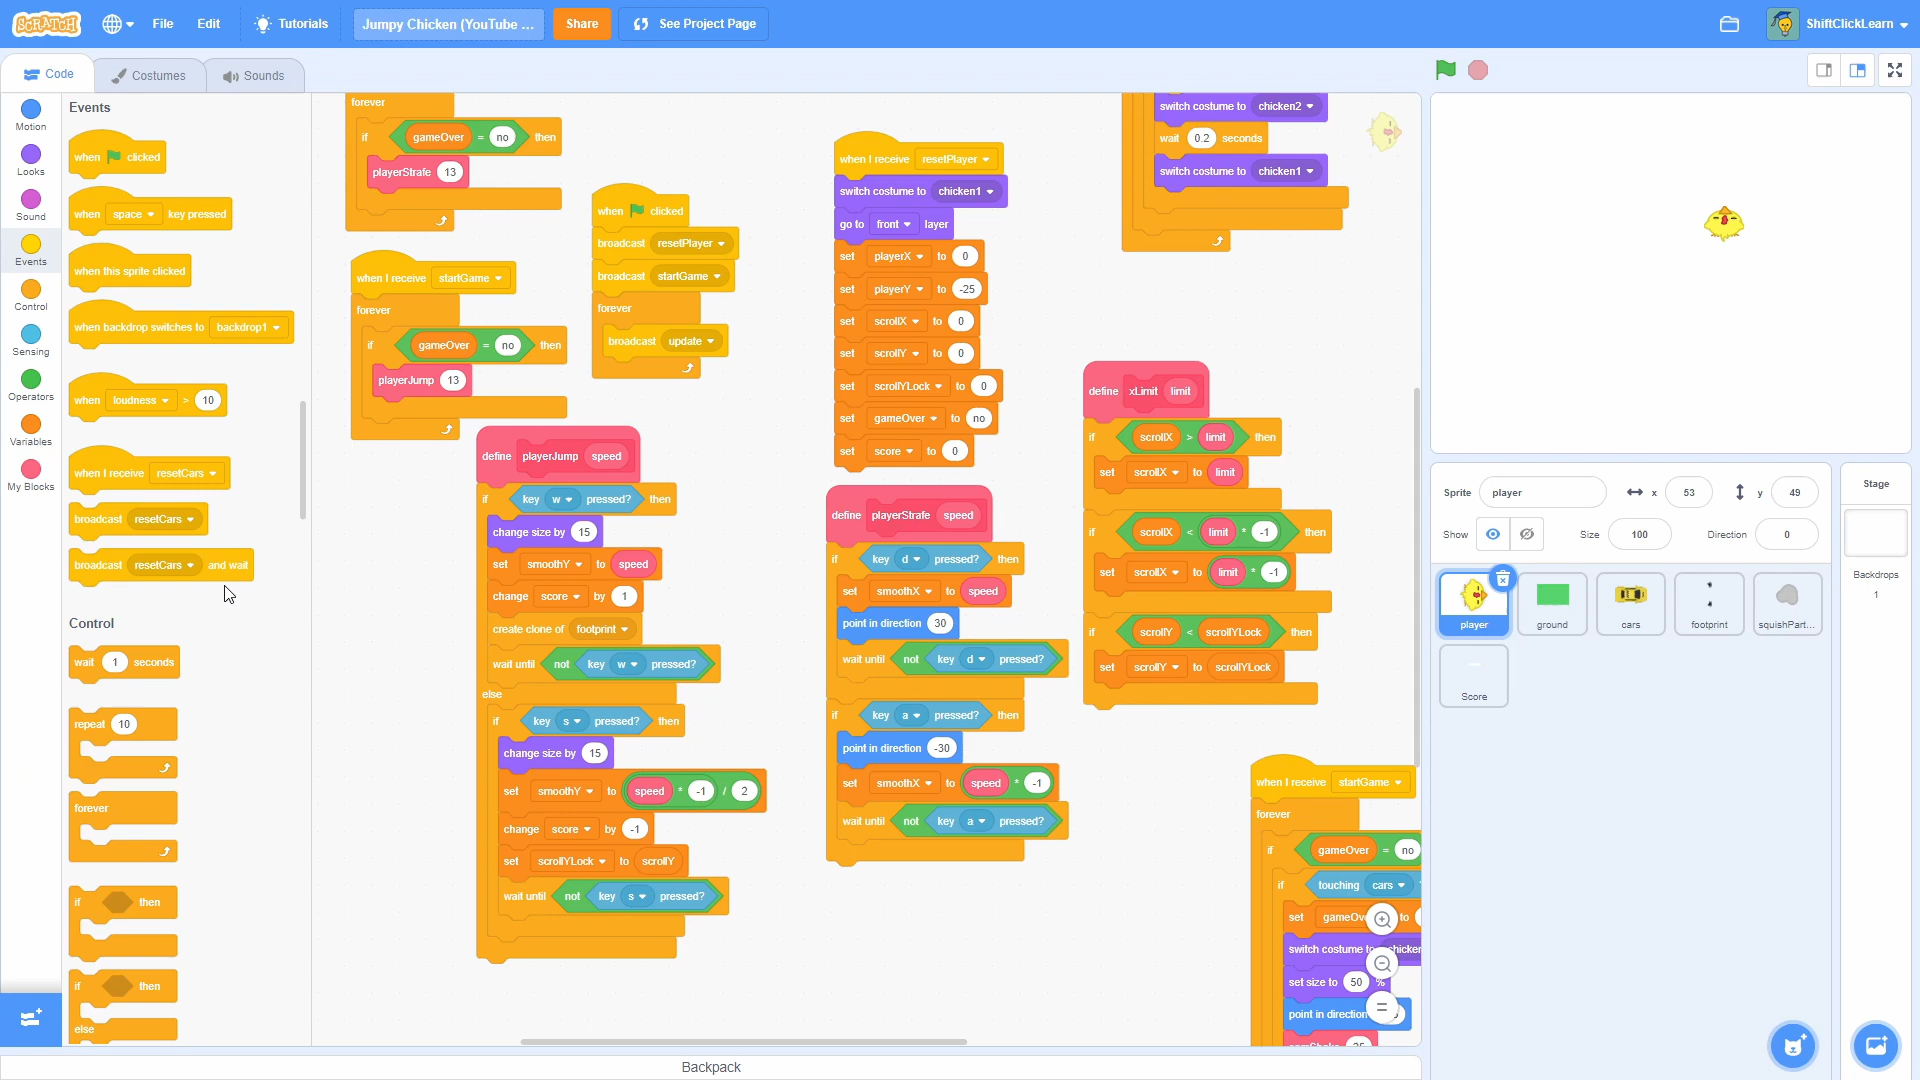 SCRATCH
File
Edit
Tutorials
Jumpy Chicken (YouTube ...
Share
See Project Page
ShiftClickLearn
Code
Costumes
Sounds
Motion
Looks
Sound
Events
Control
Sensing
Operators
Variables
My Blocks
Events
when clicked
when space key pressed
when this sprite clicked
when backdrop switches to backdrop1
when loudness > 10
when I receive resetCars
broadcast resetCars
broadcast resetCars and wait
Control
wait 1 seconds
repeat 10
forever
if then
if then
else
forever
if gameOver = no then
playerStrafe 13
when I receive startGame
forever
if gameOver = no then
playerJump 13
when clicked
broadcast resetPlayer
broadcast startGame
forever
broadcast update
define playerJump speed
if key w pressed? then
change size by 15
set smoothY to speed
change score by 1
create clone of footprint
wait until not key w pressed?
else
if key s pressed? then
change size by 15
set smoothY to speed * -1 / 2
change score by -1
set scrollYLock to scrollY
wait until not key s pressed?
when I receive resetPlayer
switch costume to chicken1
go to front layer
set playerX to 0
set playerY to -25
set scrollX to 0
set scrollY to 0
set scrollYLock to 0
set gameOver to no
set score to 0
define playerStrafe speed
if key d pressed? then
set smoothX to speed
point in direction 30
wait until not key d pressed?
if key a pressed? then
point in direction -30
set smoothX to speed * -1
wait until not key a pressed?
switch costume to chicken2
wait 0.2 seconds
switch costume to chicken1
define xLimit limit
if scrollX > limit then
set scrollX to limit
if scrollX < limit * -1 then
set scrollX to limit * -1
if scrollY < scrollYLock then
set scrollY to scrollYLock
when I receive startGame
forever
if gameOver = no
if touching cars
set gameOv to
switch costume to chicken
set size to 50 %
point in direction
Backpack
Sprite player x 53 y 49
Show Size 100 Direction 0
player
ground
cars
footprint
squishPart...
Score
Stage
Backdrops
1